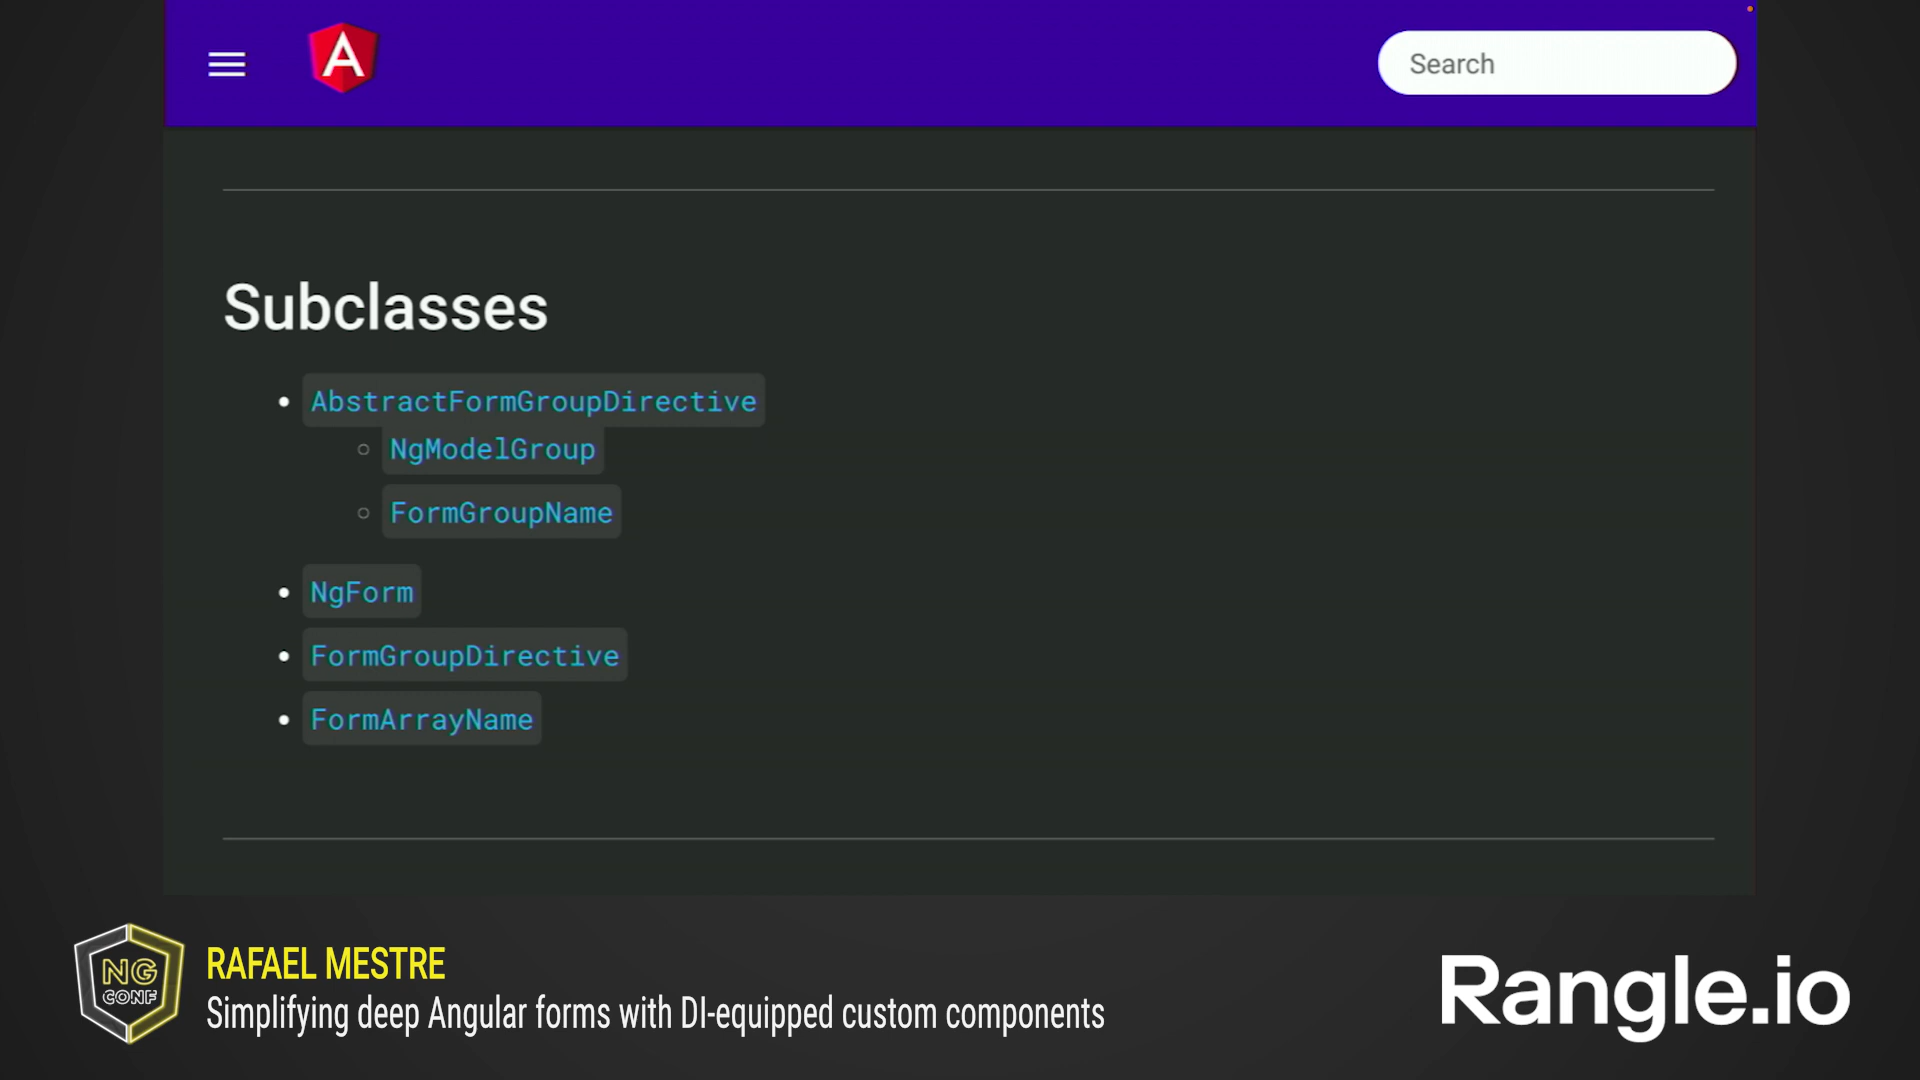 A
Search
Subclasses
AbstractFormGroupDirective
NgModelGroup
FormGroupName
NgForm
FormGroupDirective
FormArrayName
NG
CONF
RAFAEL MESTRE
Simplifying deep Angular forms with DI-equipped custom components
Rangle.io